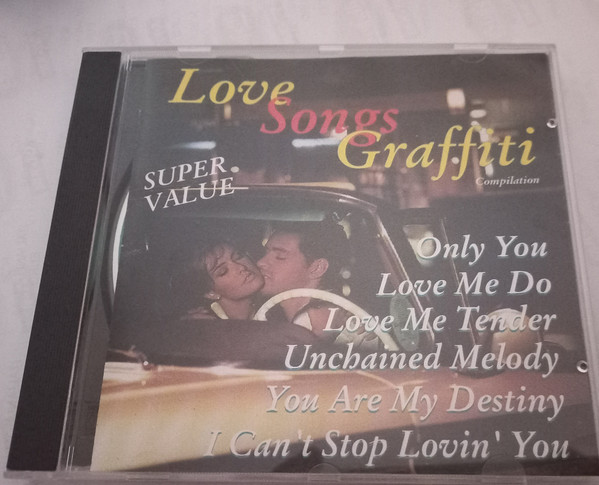 Love
Songs
Graffiti
Compilation
SUPER
VALUE
Only You
Love Me Do
Love Me Tender
Unchained Melody
You Are My Destiny
I Can't Stop Lovin' You